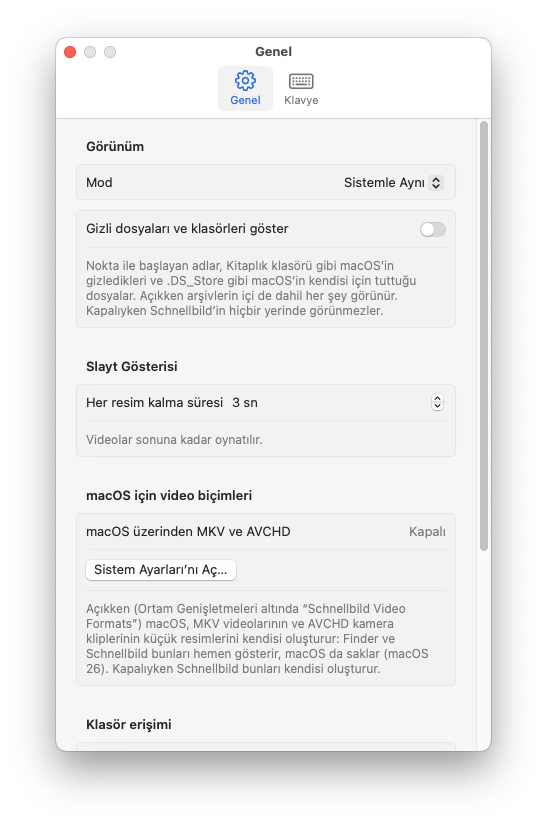 Genel
Genel
Klavye
Görünüm
Mod
Sistemle Aynı
Gizli dosyaları ve klasörleri göster
Nokta ile başlayan adlar, Kitaplık klasörü gibi macOS’in
gizledikleri ve .DS_Store gibi macOS’in kendisi için tuttuğu
dosyalar. Açıkken arşivlerin içi de dahil her şey görünür.
Kapalıyken Schnellbild’in hiçbir yerinde görünmezler.
Slayt Gösterisi
Her resim kalma süresi 3 sn
Videolar sonuna kadar oynatılır.
macOS için video biçimleri
macOS üzerinden MKV ve AVCHD
Kapalı
Sistem Ayarları’nı Aç...
Açıkken (Ortam Genişletmeleri altında “Schnellbild Video
Formats”) macOS, MKV videolarının ve AVCHD kamera
kliplerinin küçük resimlerini kendisi oluşturur: Finder ve
Schnellbild bunları hemen gösterir, macOS da saklar (macOS
26). Kapalıyken Schnellbild bunları kendisi oluşturur.
Klasör erişimi